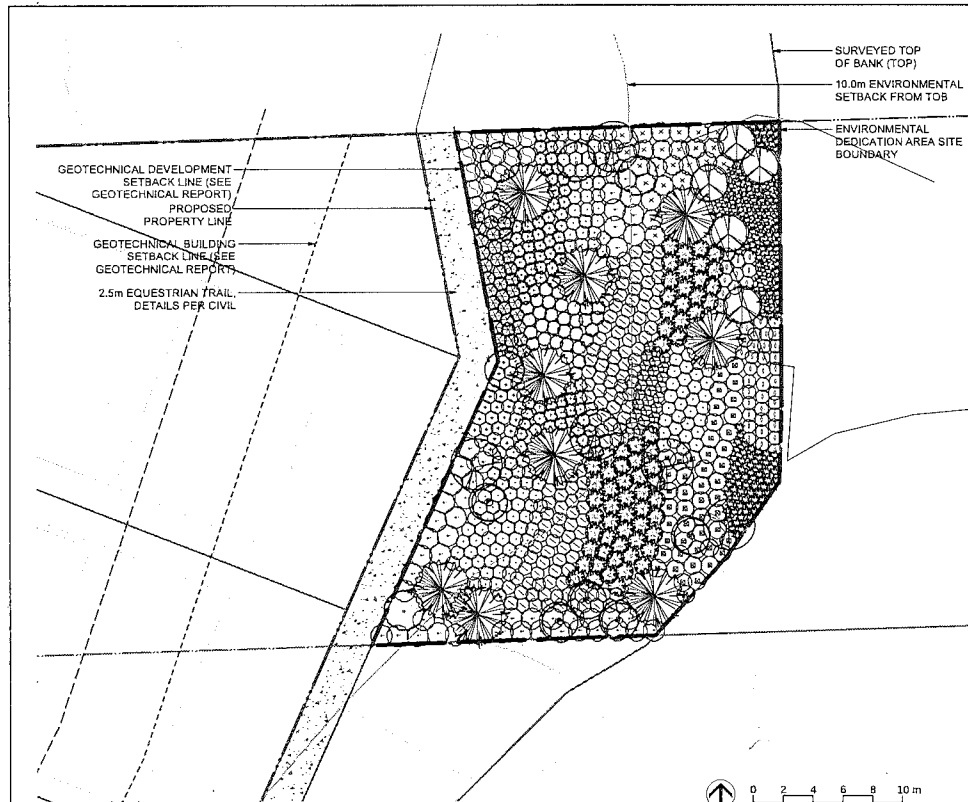 SURVEYED TOP
OF BANK (TOP)
10.0m ENVIRONMENTAL
SETBACK FROM TOB
ENVIRONMENTAL
DEDICATION AREA SITE
BOUNDARY
GEOTECHNICAL DEVELOPMENT
SETBACK LINE (SEE
GEOTECHNICAL REPORT)
PROPOSED
PROPERTY LINE
GEOTECHNICAL BUILDING
SETBACK LINE (SEE
GEOTECHNICAL REPORT)
2.5m EQUESTRIAN TRAIL,
DETAILS PER CIVIL
0 2 4 6 8 10 m